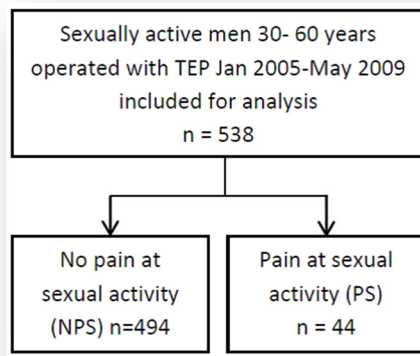 Sexually active men 30- 60 years
operated with TEP Jan 2005-May 2009
included for analysis
n = 538
No pain at
sexual activity
(NPS) n=494
Pain at sexual
activity (PS)
n = 44